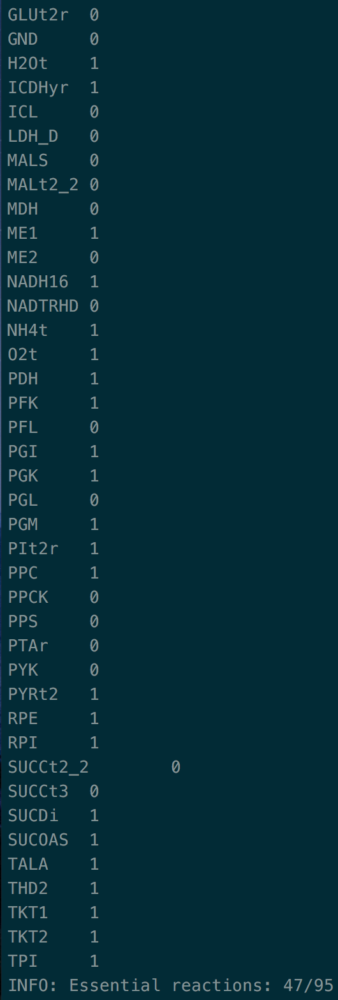 GLUt2r 0
GND 0
H2Ot 1
ICDHyr 1
ICL 0
LDH_D 0
MALS 0
MALt2_2 0
MDH 0
ME1 1
ME2 0
NADH16 1
NADTRHD 0
NH4t 1
O2t 1
PDH 1
PFK 1
PFL 0
PGI 1
PGK 1
PGL 0
PGM 1
PIt2r 1
PPC 1
PPCK 0
PPS 0
PTAr 0
PYK 0
PYRt2 1
RPE 1
RPI 1
SUCCt2_2 0
SUCCt3 0
SUCDi 1
SUCOAS 1
TALA 1
THD2 1
TKT1 1
TKT2 1
TPI 1
INFO: Essential reactions: 47/95